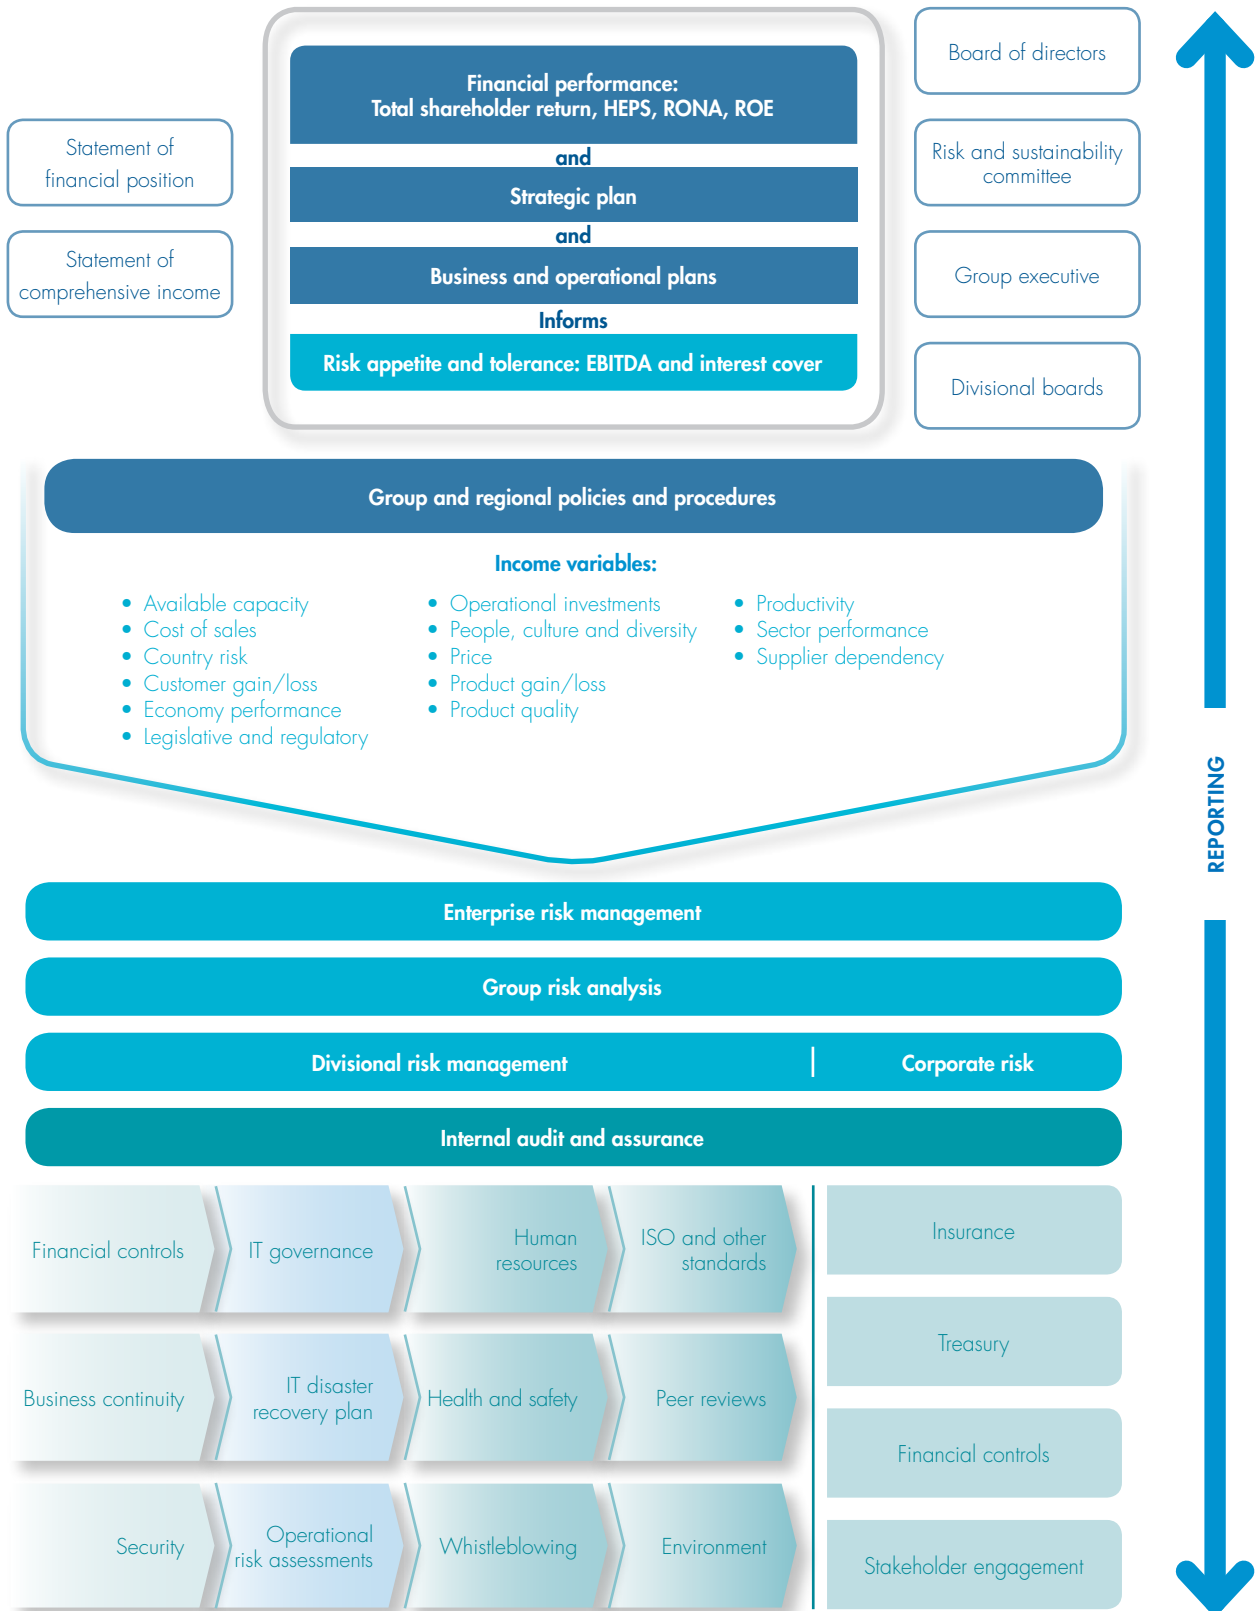 Financial performance:
Total shareholder return, HEPS, RONA, ROE
and
Strategic plan
and
Business and operational plans
Informs
Risk appetite and tolerance: EBITDA and interest cover
Statement of
financial position
Statement of
comprehensive income
Board of directors
Risk and sustainability
committee
Group executive
Divisional boards
Group and regional policies and procedures
Income variables:
• Available capacity
• Cost of sales
• Country risk
• Customer gain/loss
• Economy performance
• Legislative and regulatory
• Operational investments
• People, culture and diversity
• Price
• Product gain/loss
• Product quality
• Productivity
• Sector performance
• Supplier dependency
REPORTING
Enterprise risk management
Group risk analysis
Divisional risk management
Corporate risk
Internal audit and assurance
Financial controls
IT governance
Human
resources
ISO and other
standards
Business continuity
IT disaster
recovery plan
Health and safety
Peer reviews
Security
Operational
risk assessments
Whistleblowing
Environment
Insurance
Treasury
Financial controls
Stakeholder engagement